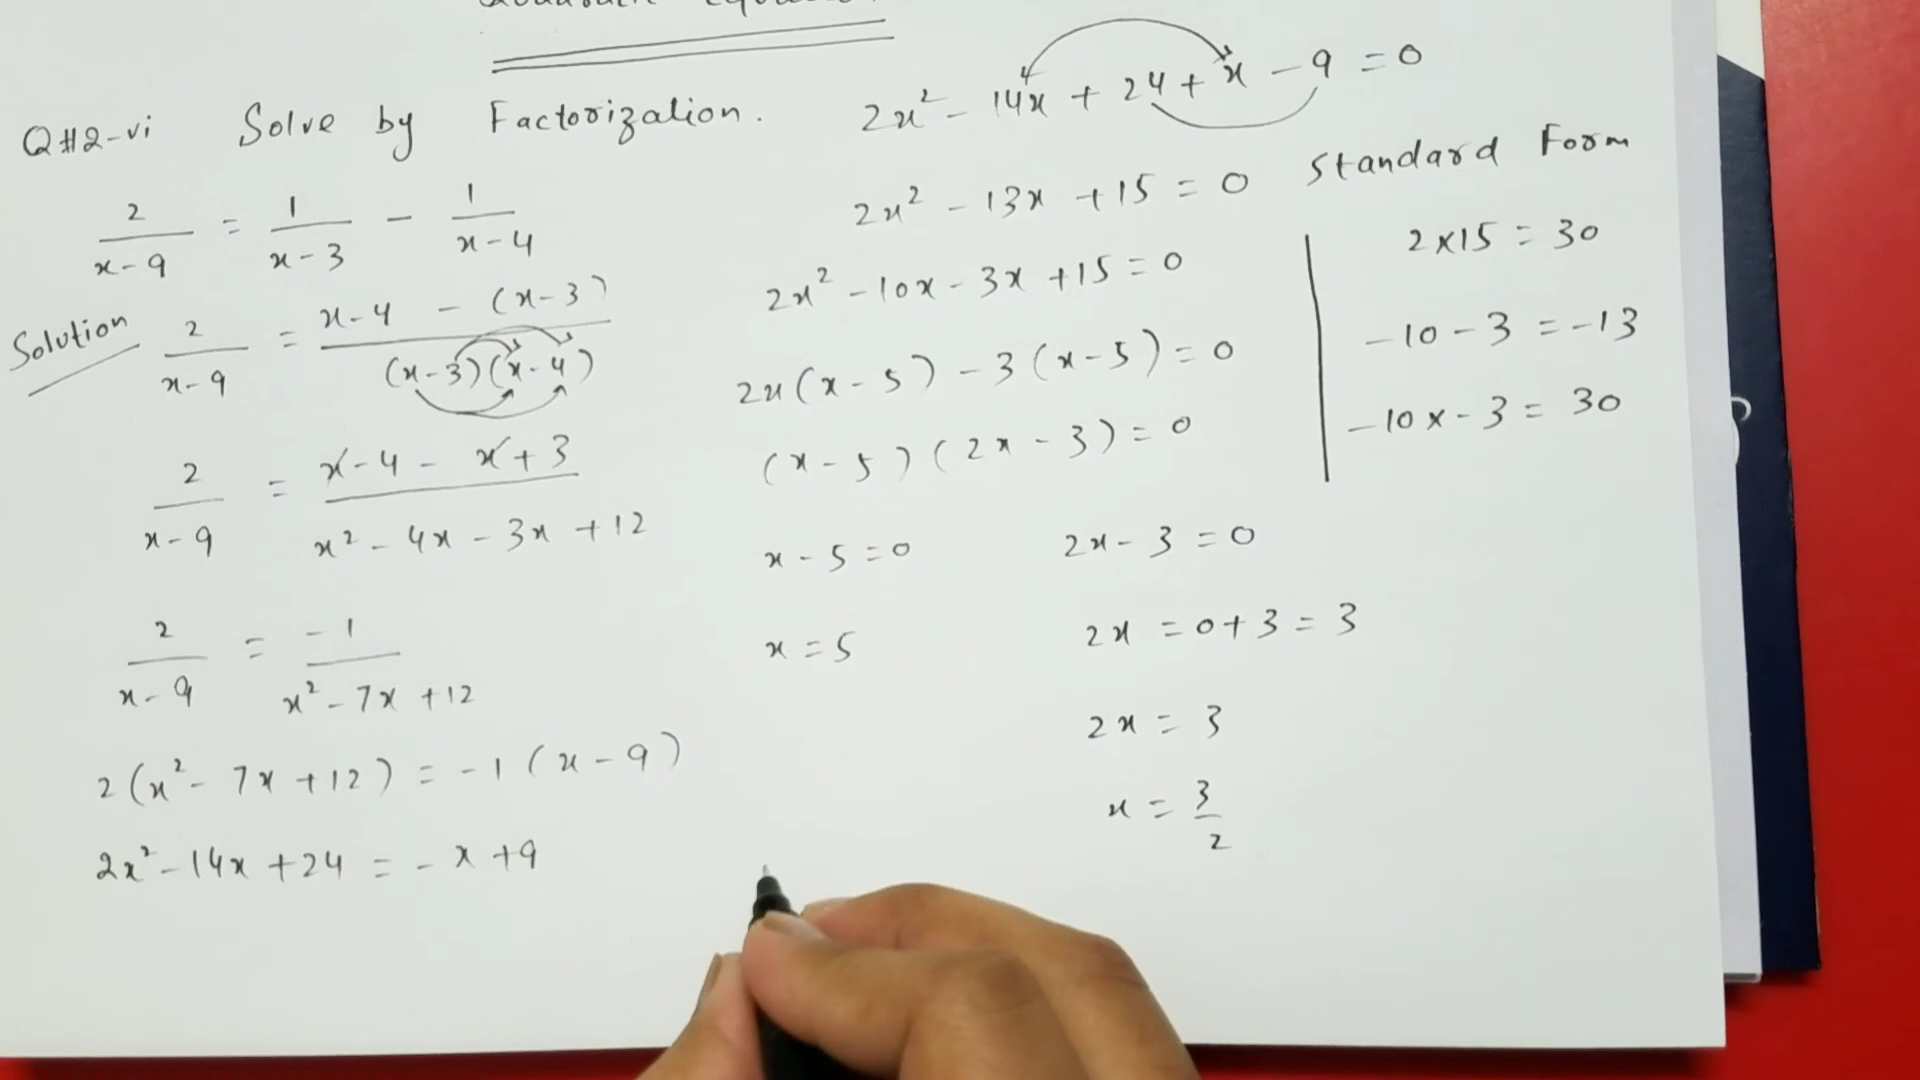 Q#2-vi Solve by Factorization.
2/(x-9) = 1/(x-3) - 1/(x-4)
Solution 2/(x-9) = (x-4 - (x-3))/((x-3)(x-4))
2/(x-9) = (x-4 - x+3)/(x² - 4x - 3x + 12)
2/(x-9) = -1/(x² - 7x + 12)
2(x² - 7x + 12) = -1(x - 9)
2x² - 14x + 24 = -x + 9
2x² - 14x + 24 + x - 9 = 0
2x² - 13x + 15 = 0 Standard Form
2x² - 10x - 3x + 15 = 0
2x(x - 5) - 3(x - 5) = 0
(x - 5)(2x - 3) = 0
x - 5 = 0
x = 5
2x - 3 = 0
2x = 0 + 3 = 3
2x = 3
x = 3/2
2×15 = 30
-10 - 3 = -13
-10 × -3 = 30